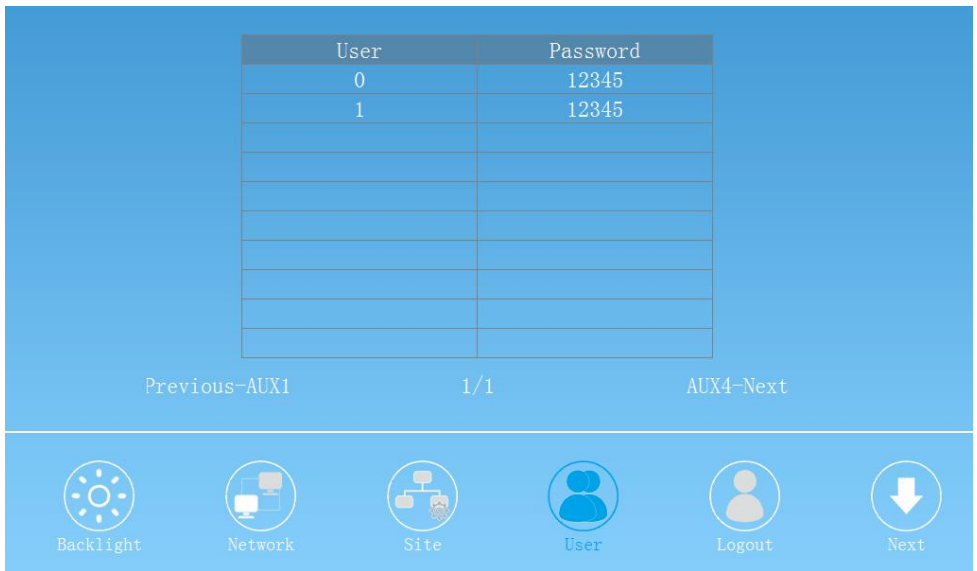 User Password
0 12345
1 12345
Previous-AUX1 1/1 AUX4-Next
Backlight Network Site User Logout Next